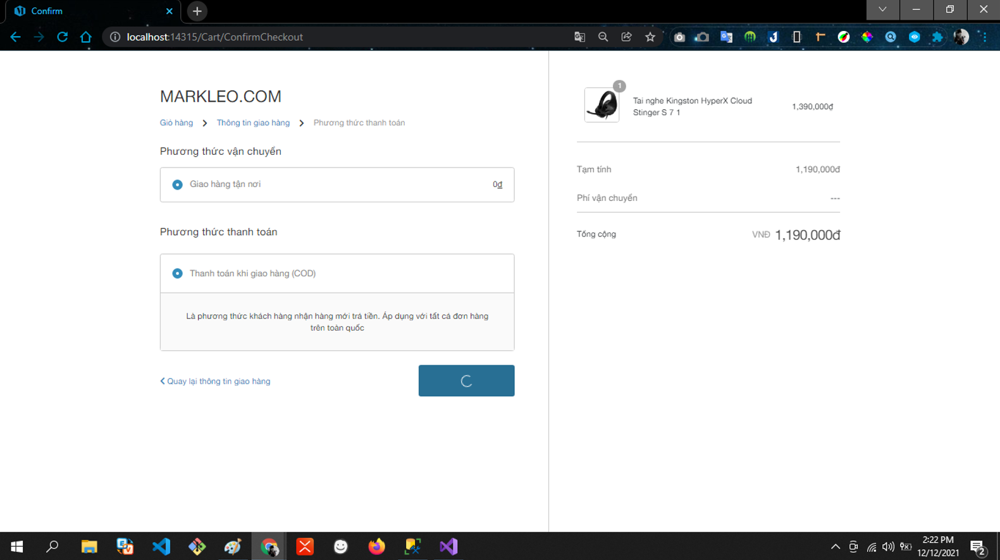 Confirm
localhost:14315/Cart/ConfirmCheckout
MARKLEO.COM
Giỏ hàng
Thông tin giao hàng
Phương thức thanh toán
Phương thức vận chuyển
Giao hàng tận nơi
0đ
Phương thức thanh toán
Thanh toán khi giao hàng (COD)
Là phương thức khách hàng nhận hàng mới trả tiền. Áp dụng với tất cả đơn hàng
trên toàn quốc
Quay lại thông tin giao hàng
1
Tai nghe Kingston HyperX Cloud
Stinger S 7 1
1,390,000₫
Tạm tính
1,190,000đ
Phí vận chuyển
---
Tổng cộng
VNĐ 1,190,000đ
2:22 PM
12/12/2021
2